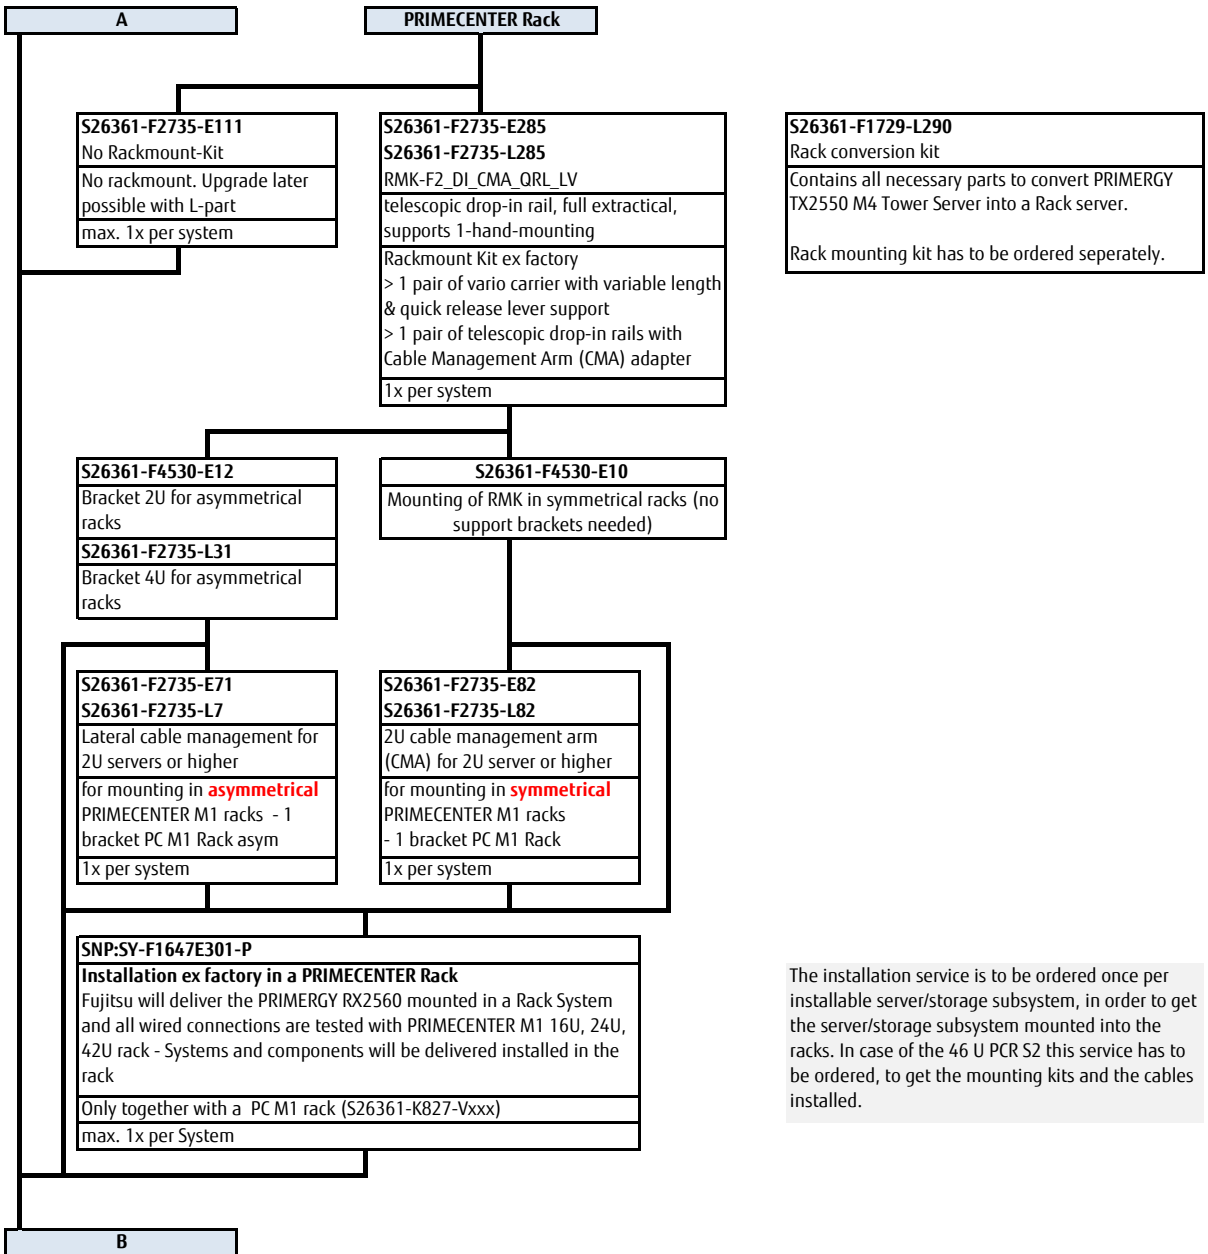 A
PRIMECENTER Rack
S26361-F2735-E111
No Rackmount-Kit
No rackmount. Upgrade later
possible with L-part
max. 1x per system
S26361-F2735-E285
S26361-F2735-L285
RMK-F2_DI_CMA_QRL_LV
telescopic drop-in rail, full extractical,
supports 1-hand-mounting
Rackmount Kit ex factory
> 1 pair of vario carrier with variable length
& quick release lever support
> 1 pair of telescopic drop-in rails with
Cable Management Arm (CMA) adapter
1x per system
S26361-F1729-L290
Rack conversion kit
Contains all necessary parts to convert PRIMERGY
TX2550 M4 Tower Server into a Rack server.
Rack mounting kit has to be ordered seperately.
S26361-F4530-E12
Bracket 2U for asymmetrical
racks
S26361-F2735-L31
Bracket 4U for asymmetrical
racks
S26361-F4530-E10
Mounting of RMK in symmetrical racks (no
support brackets needed)
S26361-F2735-E71
S26361-F2735-L7
Lateral cable management for
2U servers or higher
for mounting in asymmetrical
PRIMECENTER M1 racks - 1
bracket PC M1 Rack asym
1x per system
S26361-F2735-E82
S26361-F2735-L82
2U cable management arm
(CMA) for 2U server or higher
for mounting in symmetrical
PRIMECENTER M1 racks
- 1 bracket PC M1 Rack
1x per system
SNP:SY-F1647E301-P
Installation ex factory in a PRIMECENTER Rack
Fujitsu will deliver the PRIMERGY RX2560 mounted in a Rack System
and all wired connections are tested with PRIMECENTER M1 16U, 24U,
42U rack - Systems and components will be delivered installed in the
rack
Only together with a PC M1 rack (S26361-K827-Vxxx)
max. 1x per System
The installation service is to be ordered once per
installable server/storage subsystem, in order to get
the server/storage subsystem mounted into the
racks. In case of the 46 U PCR S2 this service has to
be ordered, to get the mounting kits and the cables
installed.
B